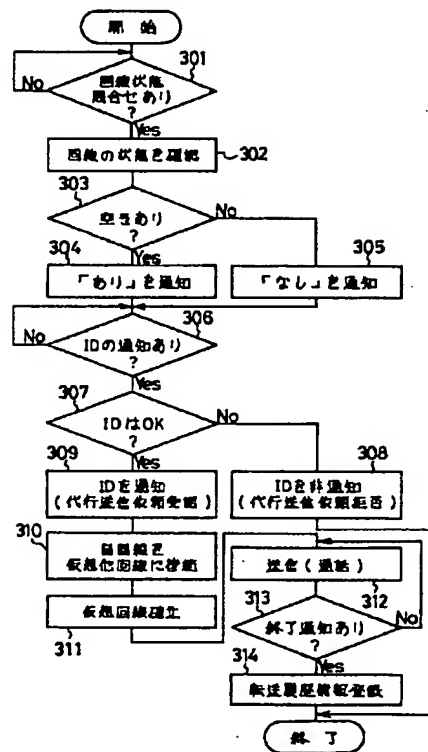 開始
301
No
回線状態
問合せあり
?
Yes
回線の状態を確認
302
303
空きあり
?
No
Yes
304
「あり」を通知
305
「なし」を通知
306
No
IDの通知あり
?
Yes
307
IDはOK
?
No
Yes
309
IDを通知
(代行送信依頼受諾)
308
IDを非通知
(代行送信依頼拒否)
310
自回線を
仮想化回線に接続
仮想回線確立
311
送信(通話)
312
313
終了通知あり
?
No
Yes
314
転送履歴情報登録
終了